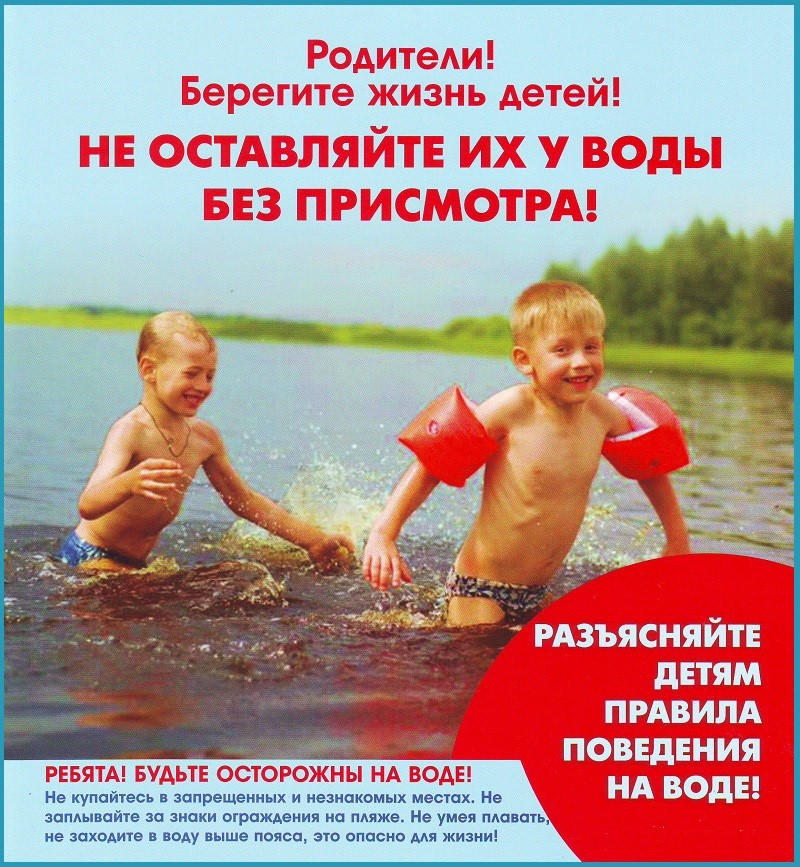 Родители!
Берегите жизнь детей!
НЕ ОСТАВЛЯЙТЕ ИХ У ВОДЫ
БЕЗ ПРИСМОТРА!
РАЗЪЯСНЯЙТЕ
ДЕТЯМ
ПРАВИЛА
ПОВЕДЕНИЯ
НА ВОДЕ!
РЕБЯТА! БУДЬТЕ ОСТОРОЖНЫ НА ВОДЕ!
Не купайтесь в запрещенных и незнакомых местах. Не
заплывайте за знаки ограждения на пляже. Не умея плавать,
не заходите в воду выше пояса, это опасно для жизни!